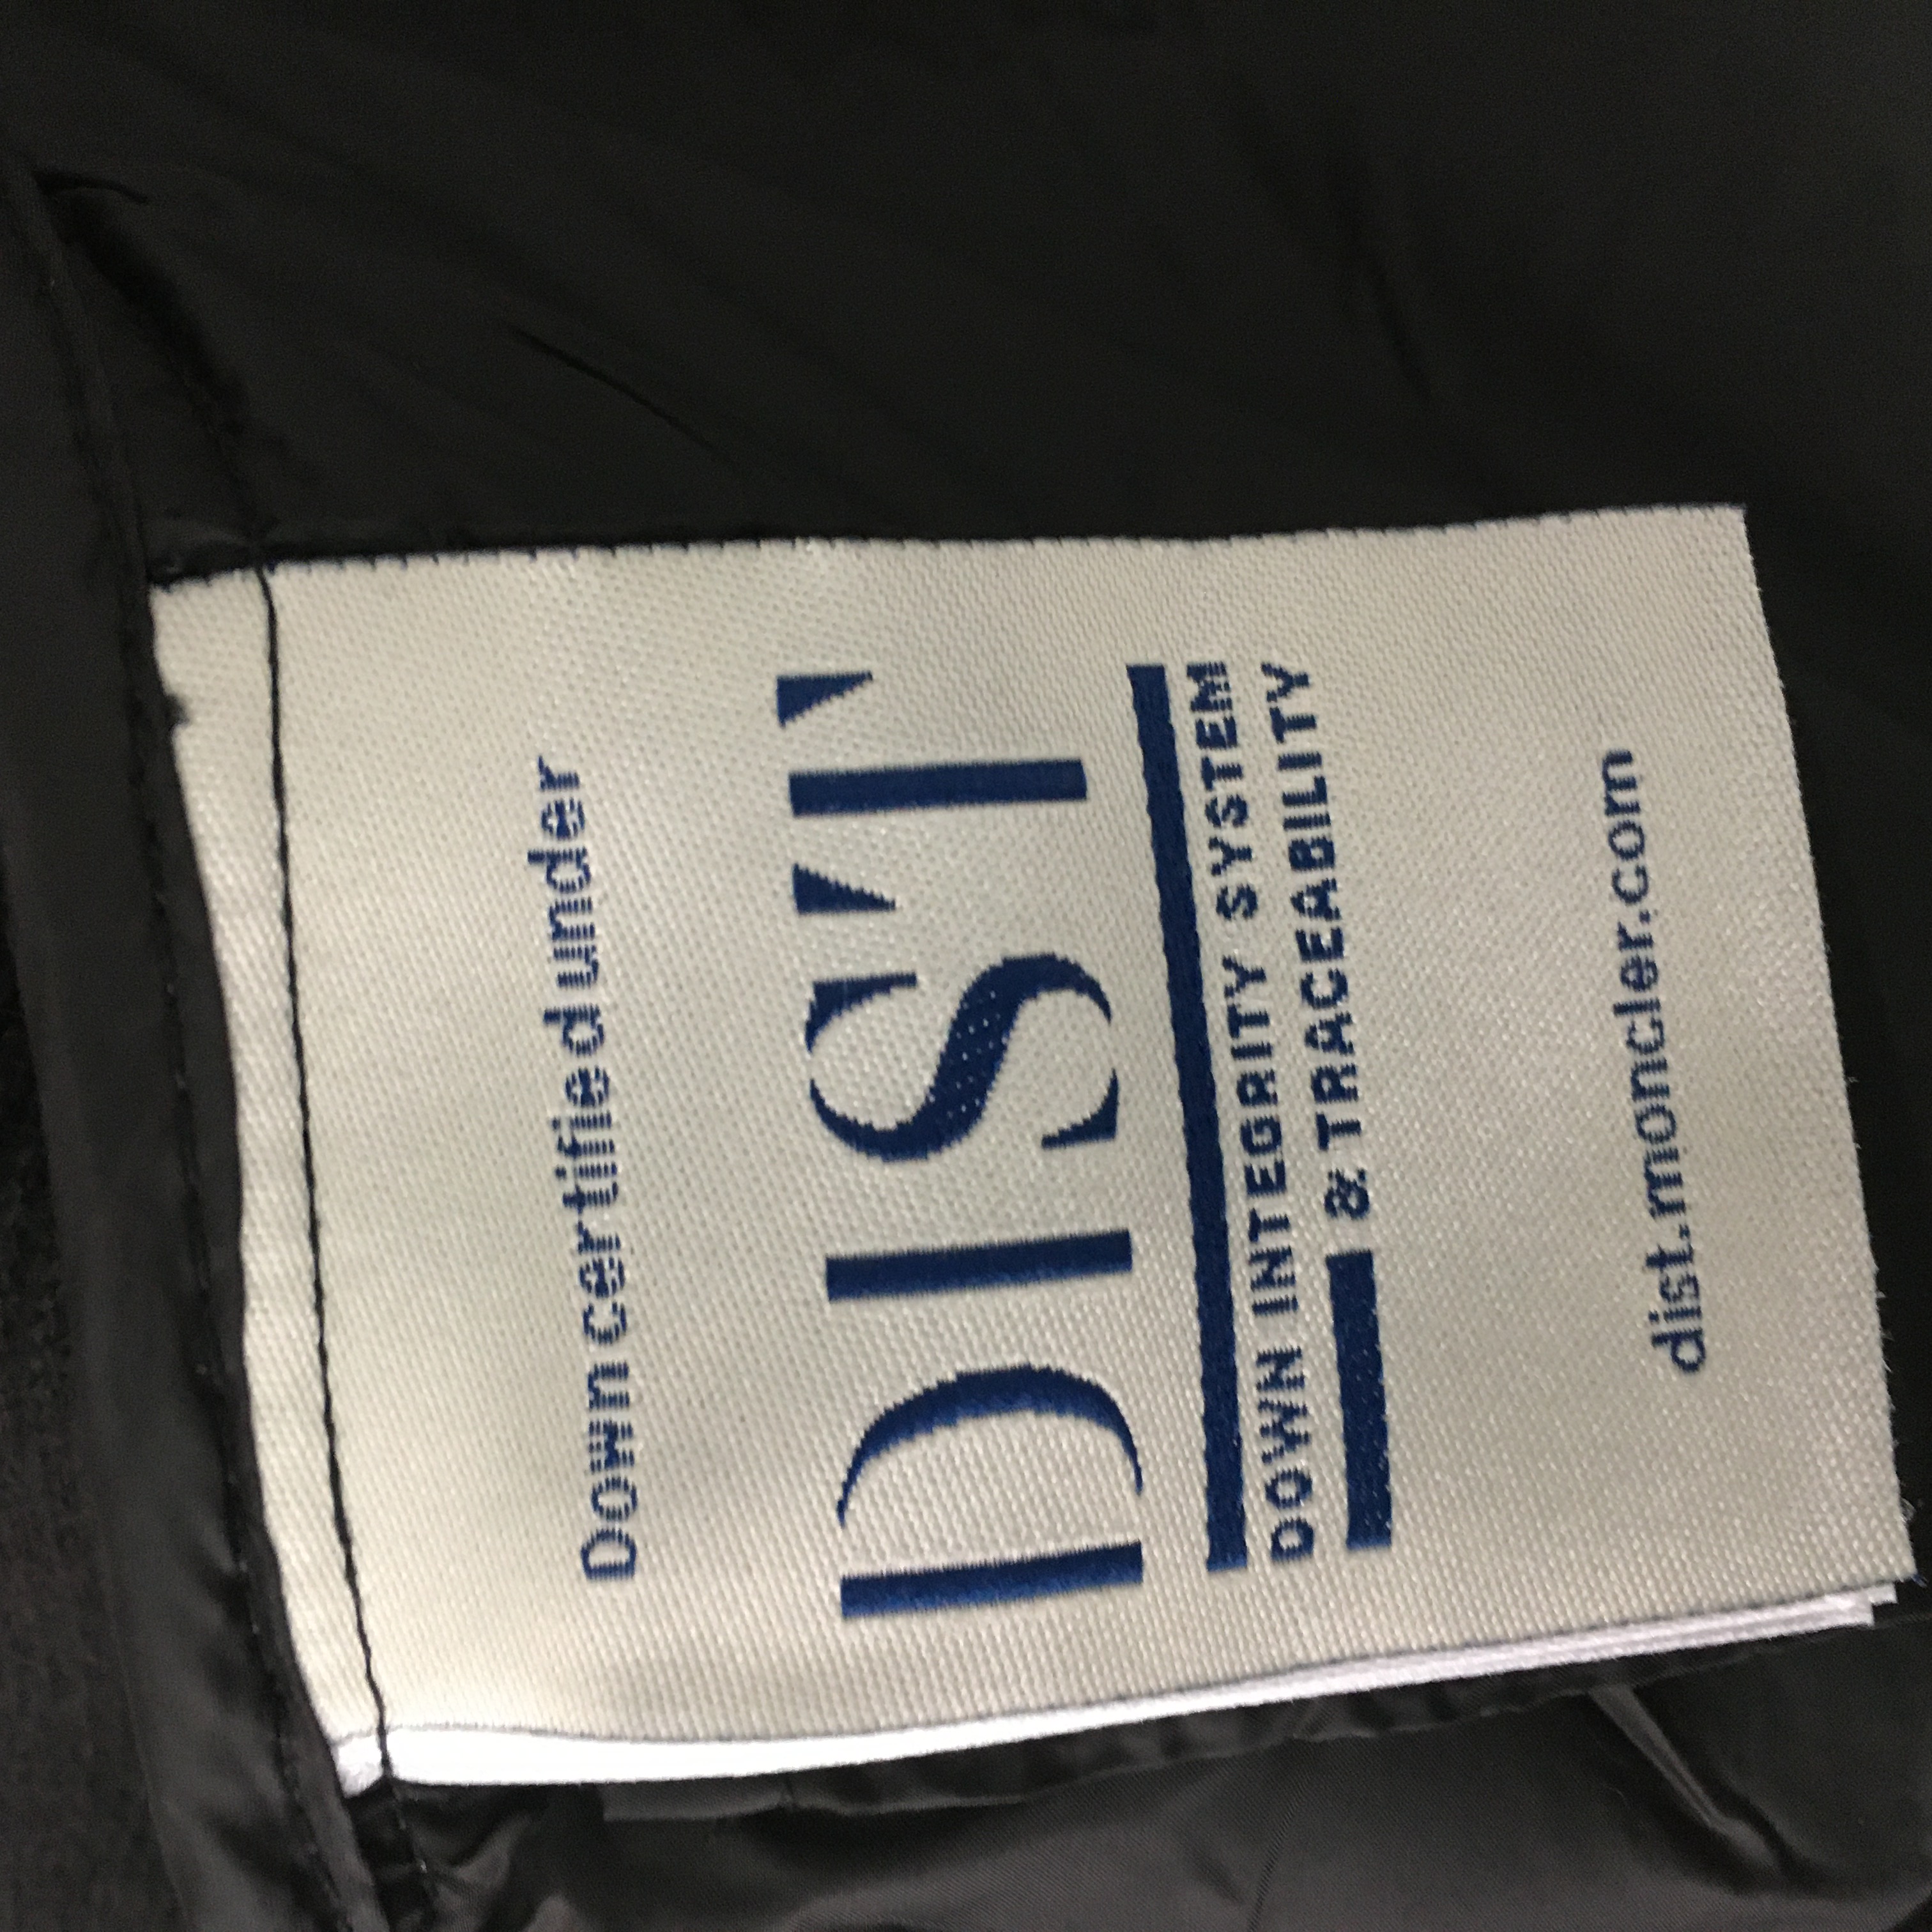 Down certified under
DIST
DOWN INTEGRITY SYSTEM
& TRACEABILITY
dist.moncler.com